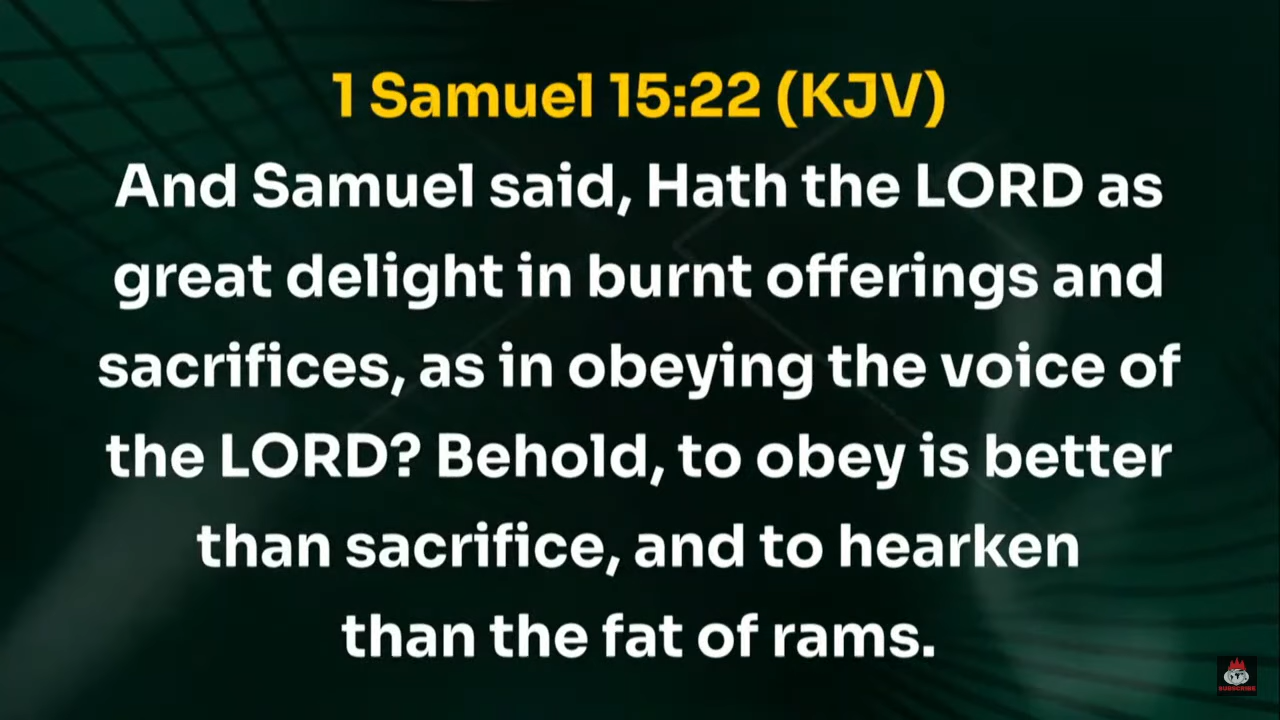 1 Samuel 15:22 (KJV)
And Samuel said, Hath the LORD as
great delight in burnt offerings and
sacrifices, as in obeying the voice of
the LORD? Behold, to obey is better
than sacrifice, and to hearken
than the fat of rams.
SUBSCRIBE